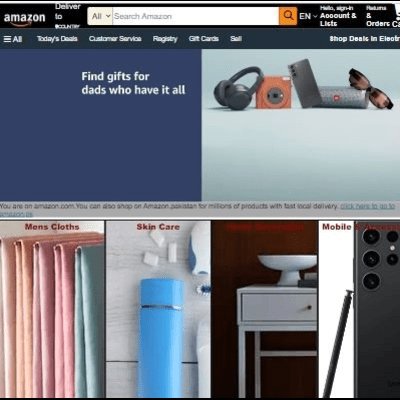 amazon
Deliver
to
All
Search Amazon
EN
Hello, sign-in
Account &
Lists
Returns
&
Orders
All
Today's Deals
Customer Service
Registry
Gift Cards
Sell
Shop Deals in Electr
Find gifts for
dads who have it all
You are on amazon.com.You can also shop on Amazon.pakistan for millions of products with fast local delivery. click here to go to
amazon.pk
Mens Cloths
Skin Care
Mobile